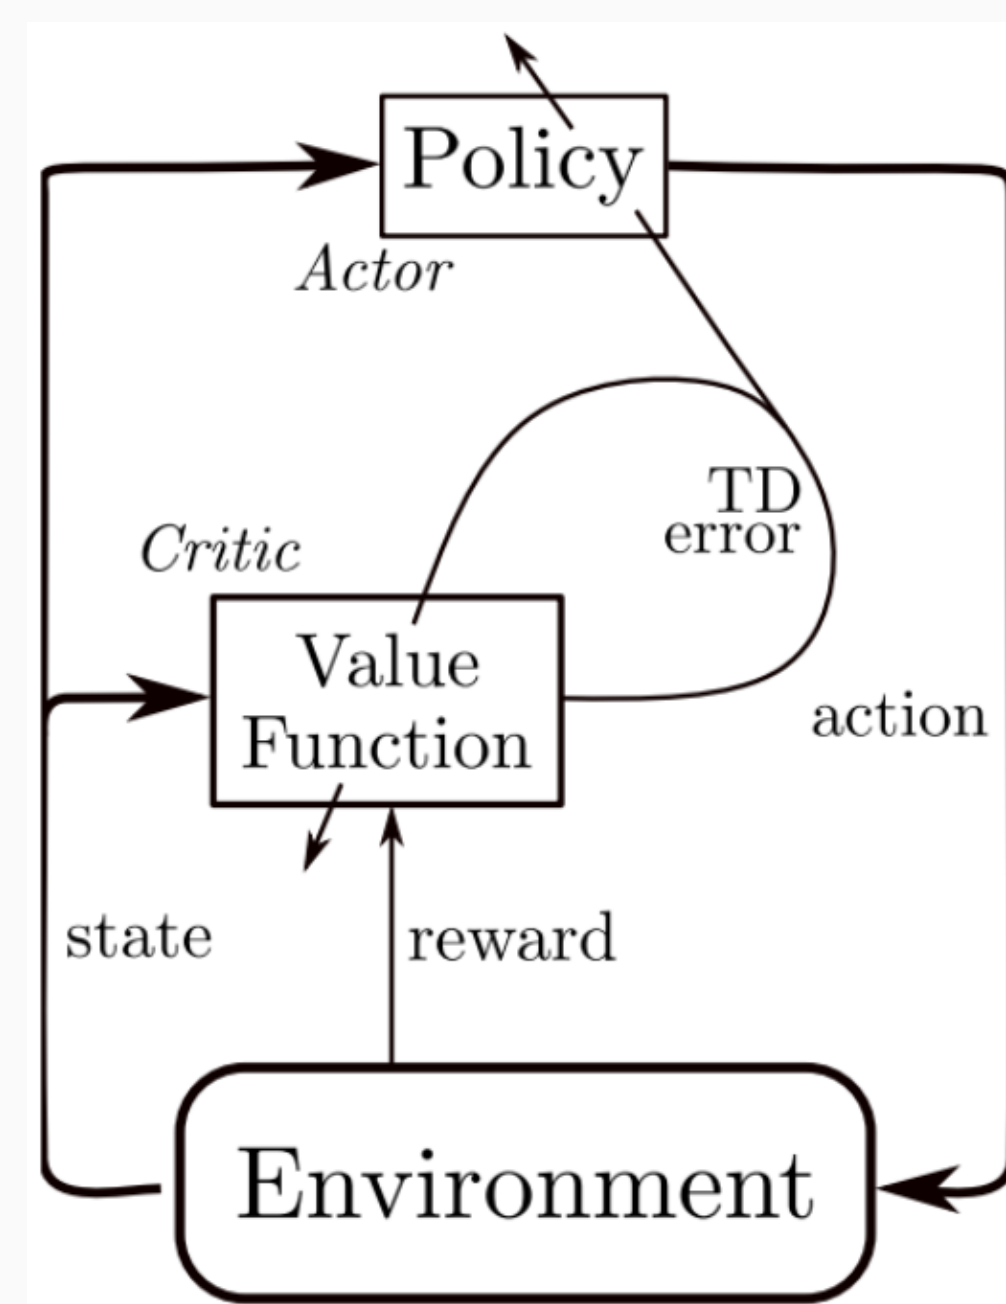 Policy
Actor
TD
error
Critic
Value
Function
action
state
reward
Environment